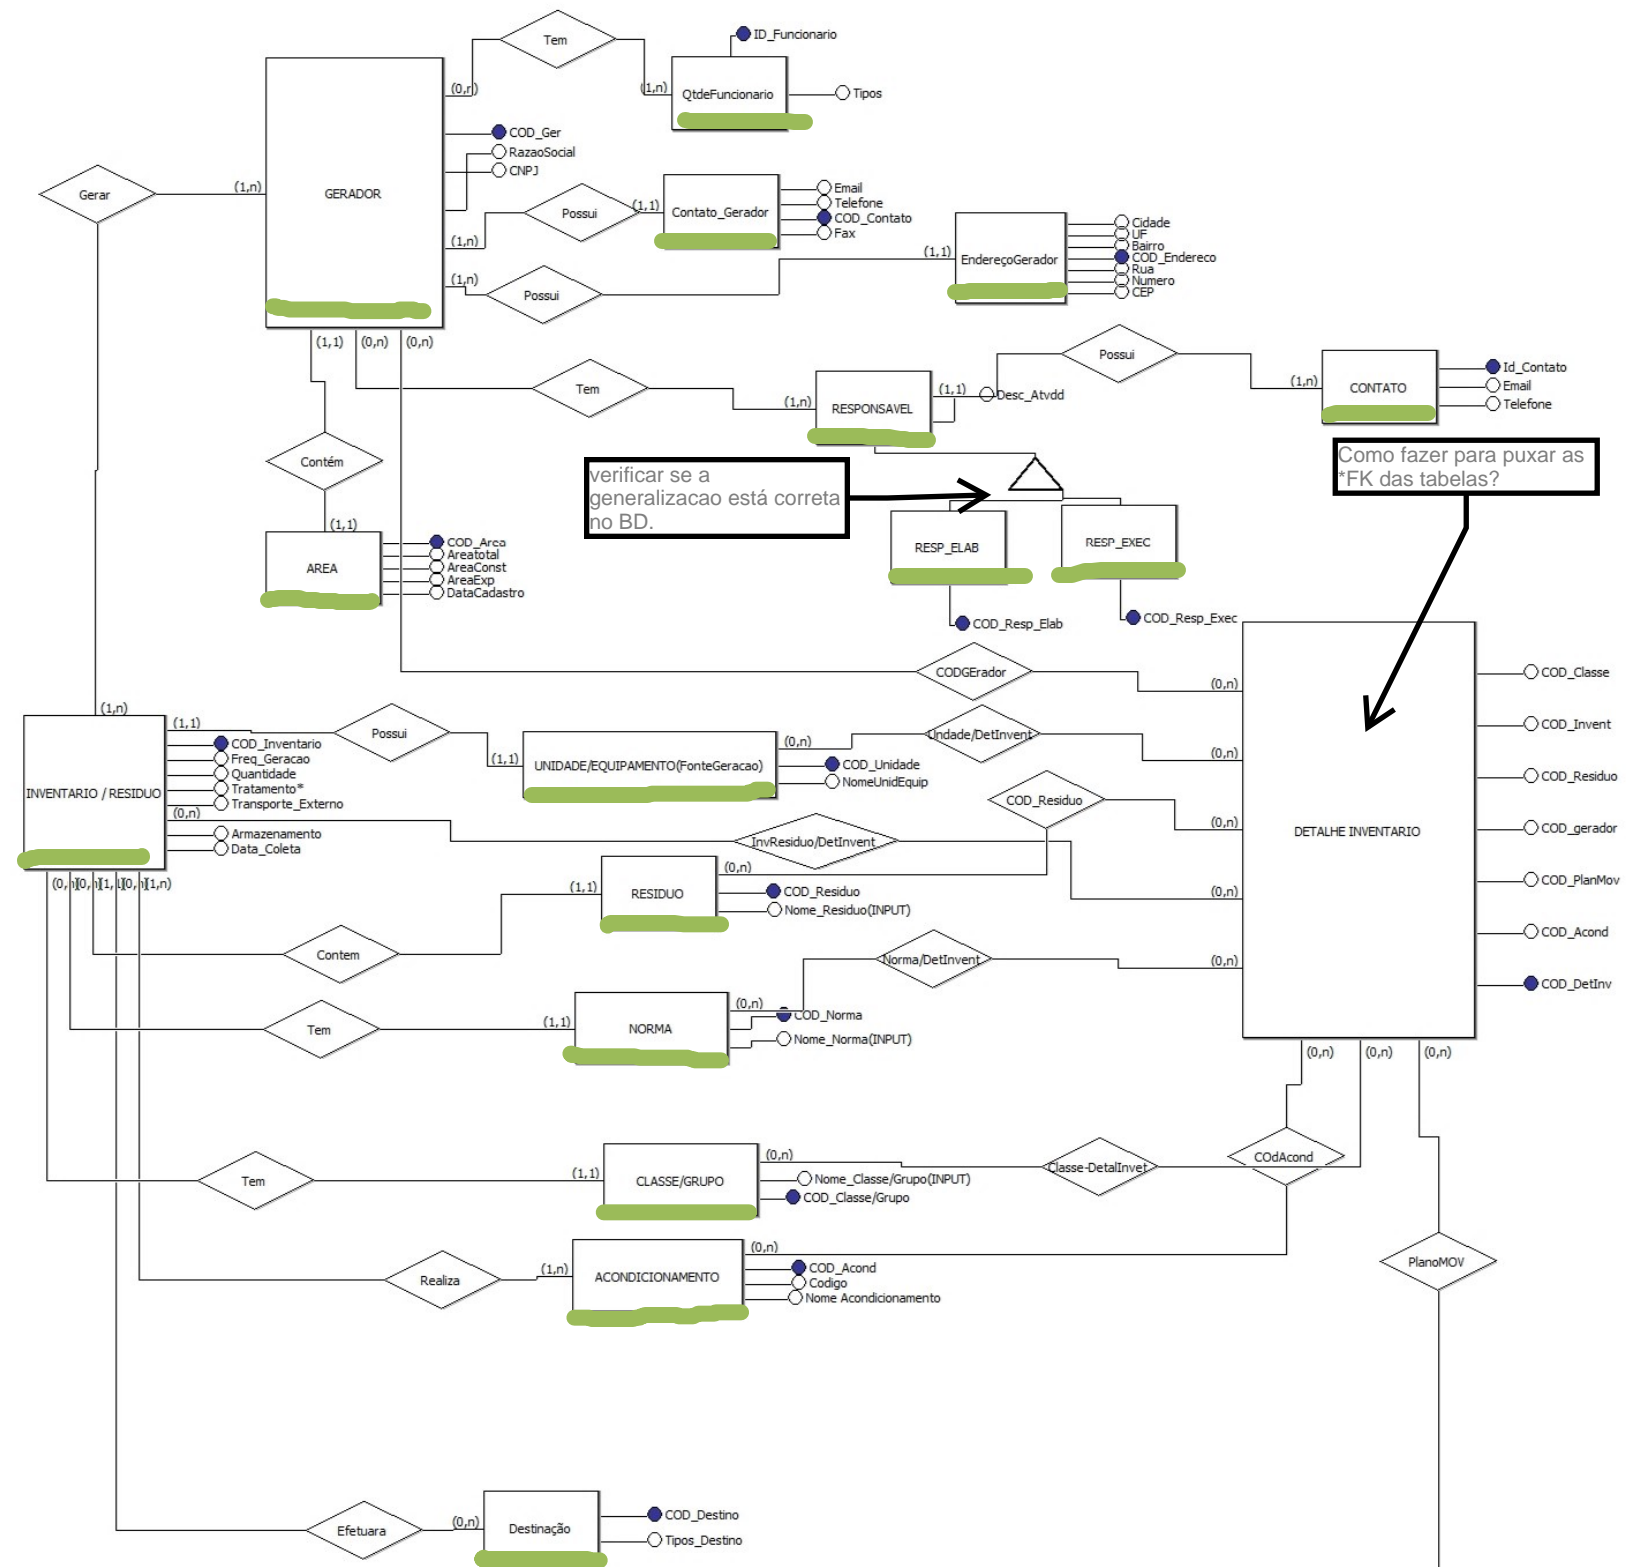 Tem
ID_Funcionario
(0,n)
(1,n)
QtdeFuncionario
Tipos
COD_Ger
RazaoSocial
CNPJ
Gerar
(1,n)
GERADOR
Possui
(1,1)
Contato_Gerador
Email
Telefone
COD_Contato
Fax
(1,n)
(1,n)
Possui
(1,1)
EndereçoGerador
Cidade
UF
Bairro
COD_Endereco
Rua
Numero
CEP
(1,1)
(0,n)
(0,n)
Tem
(1,n)
RESPONSAVEL
(1,1)
Desc_Atvdd
Possui
(1,n)
CONTATO
Id_Contato
Email
Telefone
Contém
verificar se a
generalizacao está correta
no BD.
Como fazer para puxar as
*FK das tabelas?
(1,1)
AREA
COD_Area
Areatotal
AreaConst
AreaExp
DataCadastro
RESP_ELAB
RESP_EXEC
COD_Resp_Elab
COD_Resp_Exec
CODGErador
(0,n)
COD_Classe
(1,n)
(1,1)
COD_Inventario
Freq_Geracao
Quantidade
Tratamento*
Transporte_Externo
INVENTARIO / RESIDUO
(0,n)
Armazenamento
Data_Coleta
Possui
(1,1)
UNIDADE/EQUIPAMENTO(FonteGeracao)
(0,n)
COD_Unidade
NomeUnidEquip
Undade/DetInvent
(0,n)
COD_Invent
COD_Residuo
(0,n)
COD_Residuo
DETALHE INVENTARIO
COD_gerador
InvResiduo/DetInvent
(0,n)
COD_PlanMov
(1,n)
(1,1)
RESIDUO
(0,n)
COD_Residuo
Nome_Residuo(INPUT)
Contem
COD_Acond
Norma/DetInvent
(0,n)
COD_DetInv
Tem
(1,1)
NORMA
(0,n)
COD_Norma
Nome_Norma(INPUT)
(0,n)
(0,n)
(0,n)
Tem
(1,1)
CLASSE/GRUPO
(0,n)
Nome_Classe/Grupo(INPUT)
COD_Classe/Grupo
Classe-DetalInvet
COdAcond
Realiza
(1,n)
ACONDICIONAMENTO
(0,n)
COD_Acond
Codigo
Nome Acondicionamento
PlanoMOV
Efetuara
(0,n)
Destinação
COD_Destino
Tipos_Destino